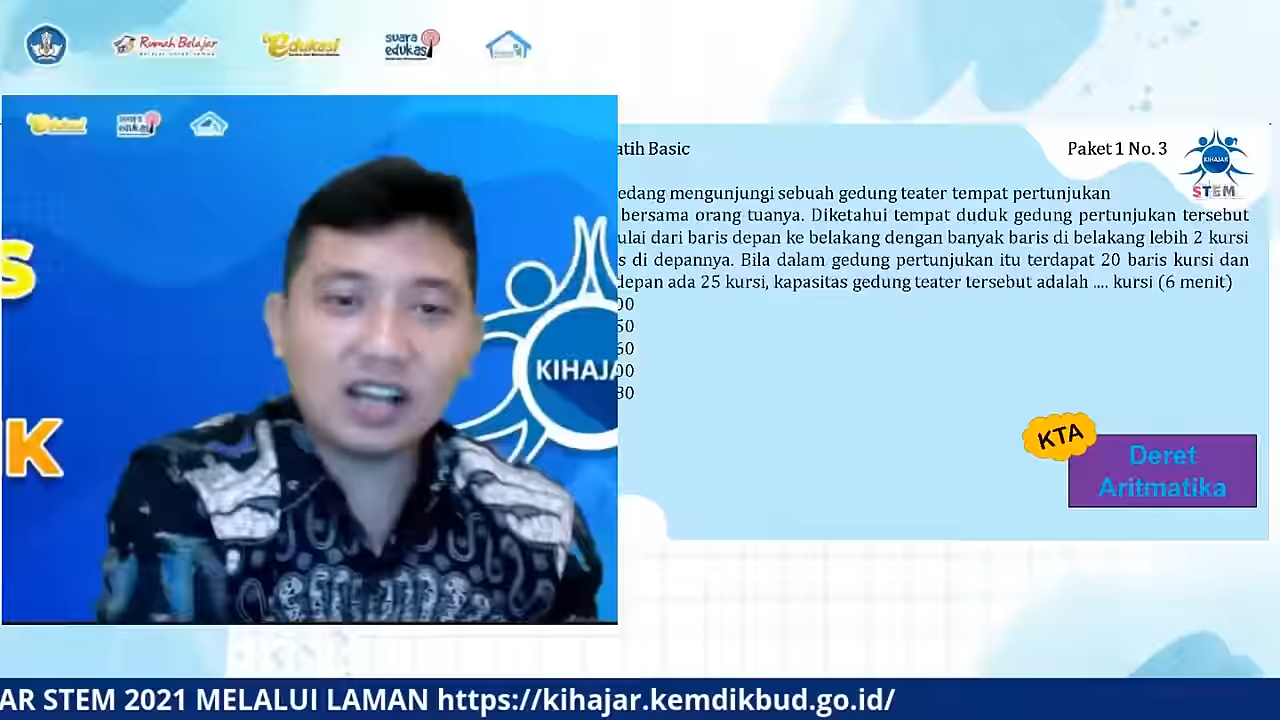 Rumah Belajar
tv Edukasi
suara edukasi
edukasi
S
K
KIHAJA
atih Basic
Paket 1 No. 3
KIHAJAR
STEM
edang mengunjungi sebuah gedung teater tempat pertunjukan
bersama orang tuanya. Diketahui tempat duduk gedung pertunjukan tersebut
ulai dari baris depan ke belakang dengan banyak baris di belakang lebih 2 kursi
s di depannya. Bila dalam gedung pertunjukan itu terdapat 20 baris kursi dan
depan ada 25 kursi, kapasitas gedung teater tersebut adalah .... kursi (6 menit)
00
50
60
00
80
KTA
Deret
Aritmatika
AR STEM 2021 MELALUI LAMAN https://kihajar.kemdikbud.go.id/